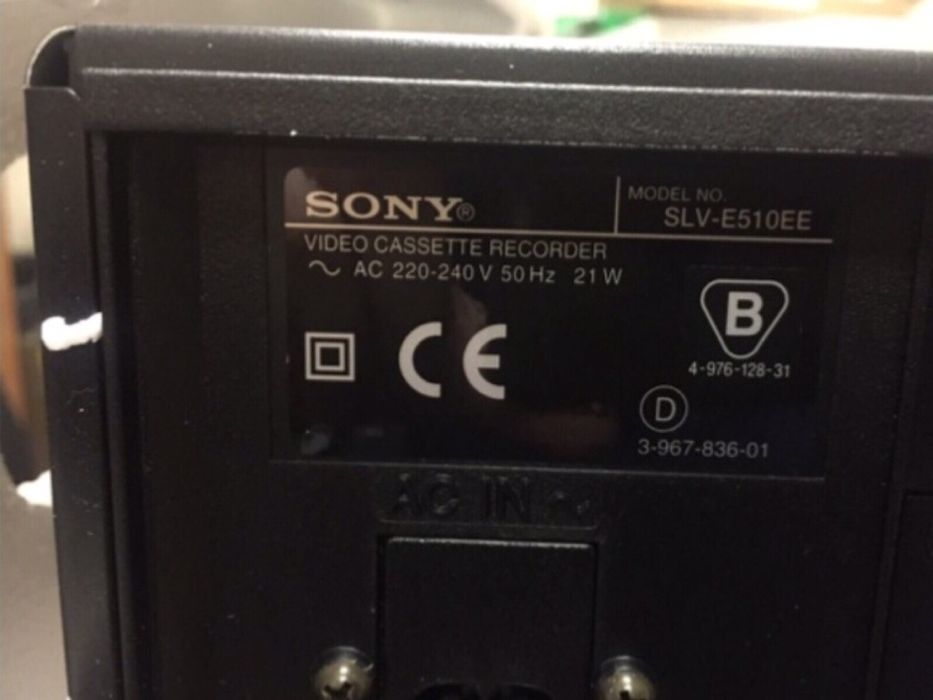 SONY®
MODEL NO.
SLV-E510EE
VIDEO CASSETTE RECORDER
~ AC 220-240 V 50 Hz 21 W
CE
B
4-976-128-31
D
3-967-836-01
AC IN ~